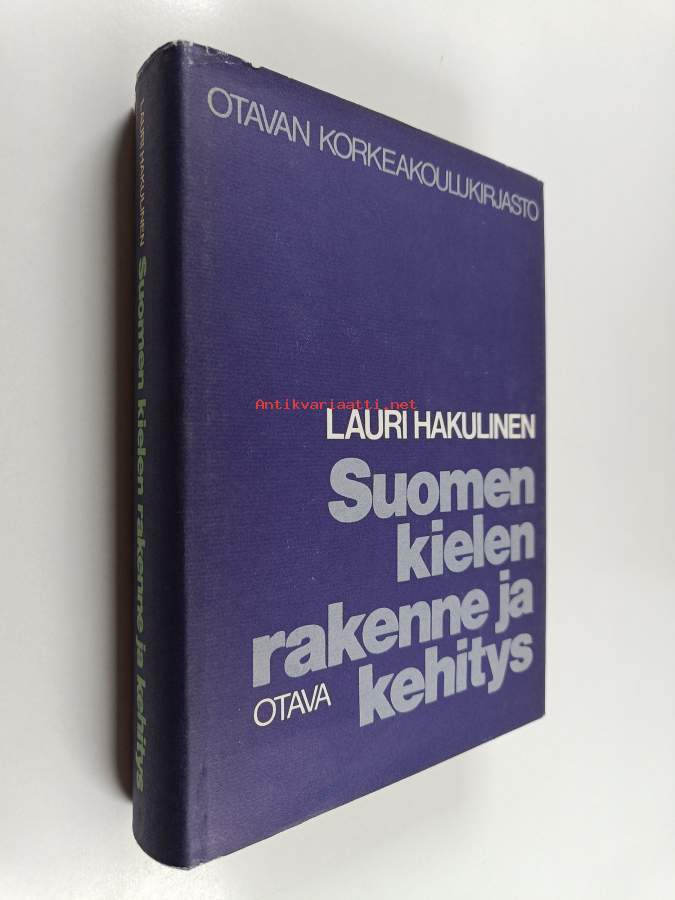 LAURI HAKULINEN Suomen kielen rakenne ja kehitys
OTAVAN KORKEAKOULUKIRJASTO
Antikvariaatti.net
LAURI HAKULINEN
Suomen
kielen
rakenne ja
kehitys
OTAVA